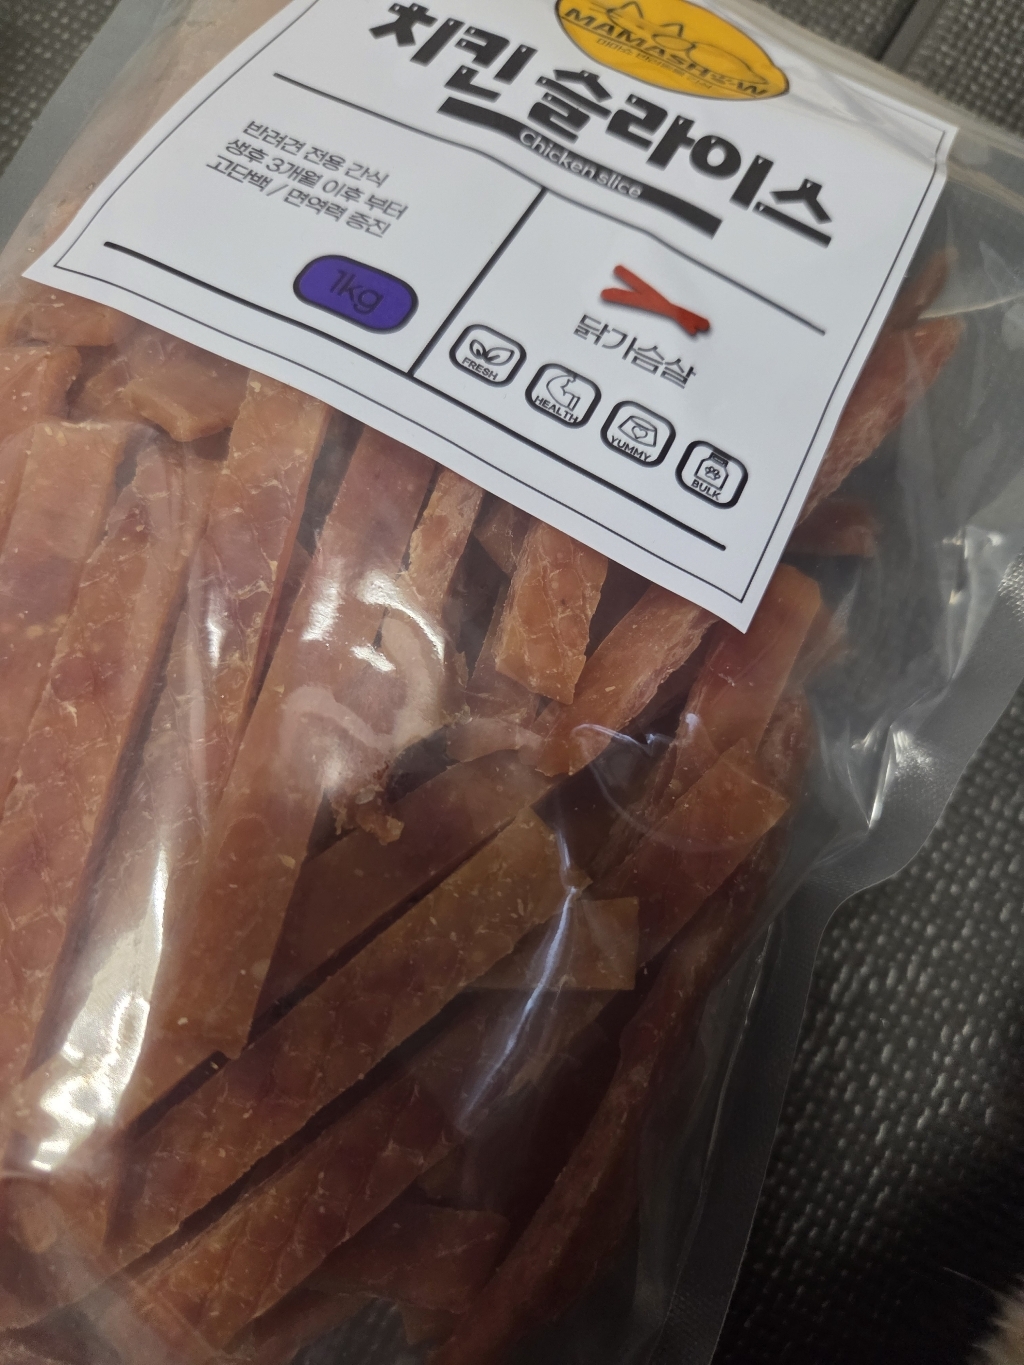 MAMASHOW
치킨 슬라이스
Chicken slice
반려견 전용 간식
생후 3개월 이후 부터
고단백 / 면역력 증진
1kg
닭가슴살
FRESH
HEALTH
YUMMY
BULK